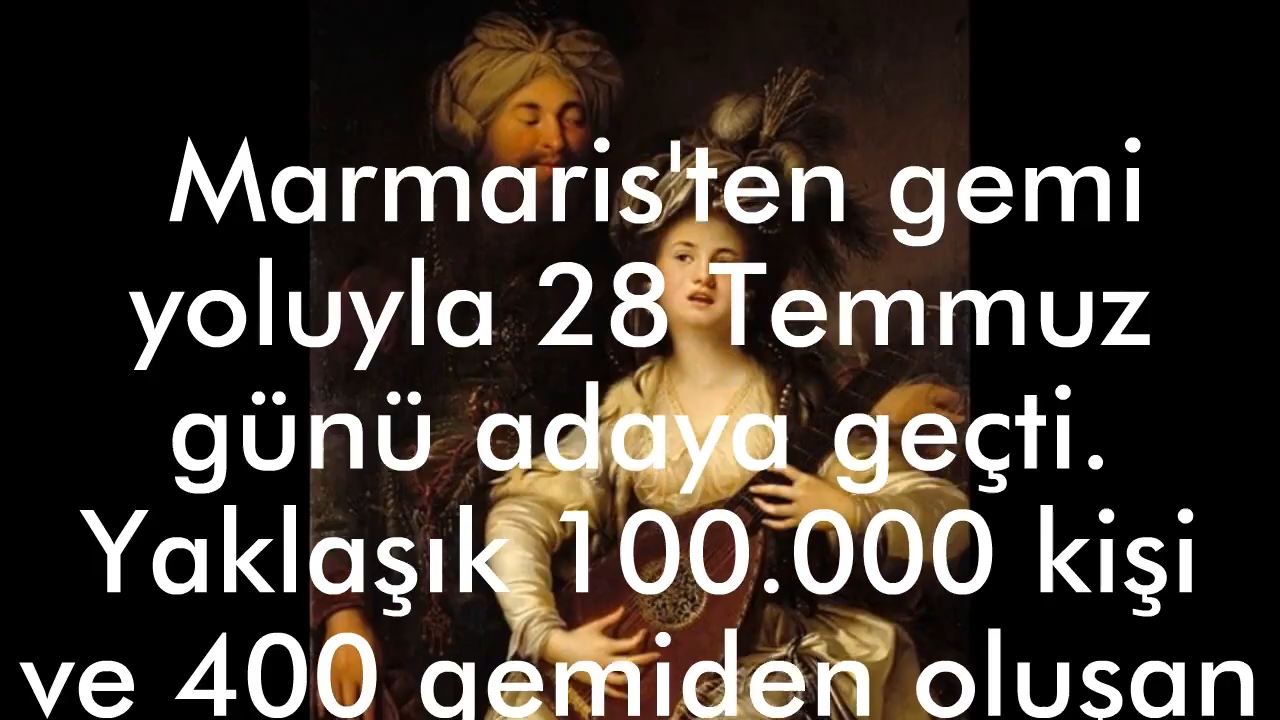 Marmaris'ten gemi
yoluyla 28 Temmuz
günü adaya geçti.
Yaklaşık 100.000 kişi
ve 400 gemiden oluşan